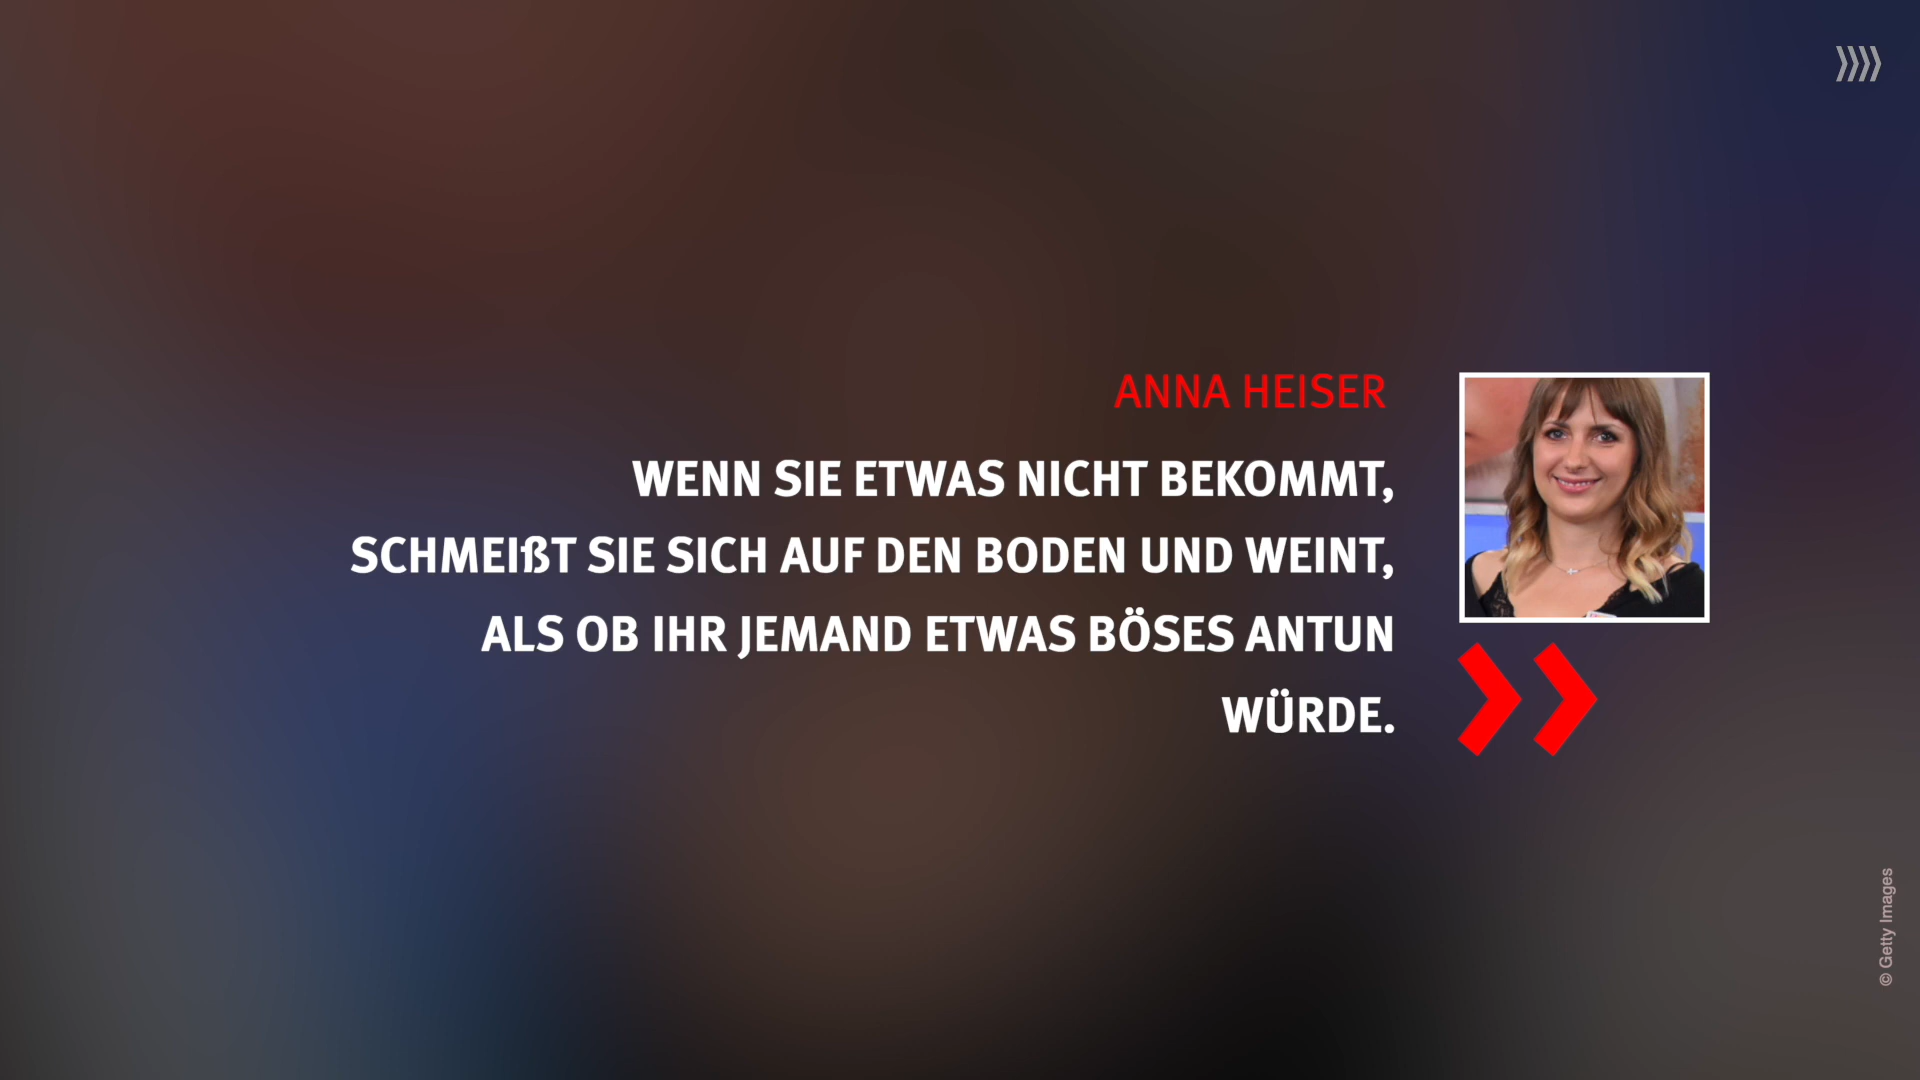 ANNA HEISER
WENN SIE ETWAS NICHT BEKOMMT,
SCHMEIßT SIE SICH AUF DEN BODEN UND WEINT,
ALS OB IHR JEMAND ETWAS BÖSES ANTUN
WÜRDE.
© Getty Images